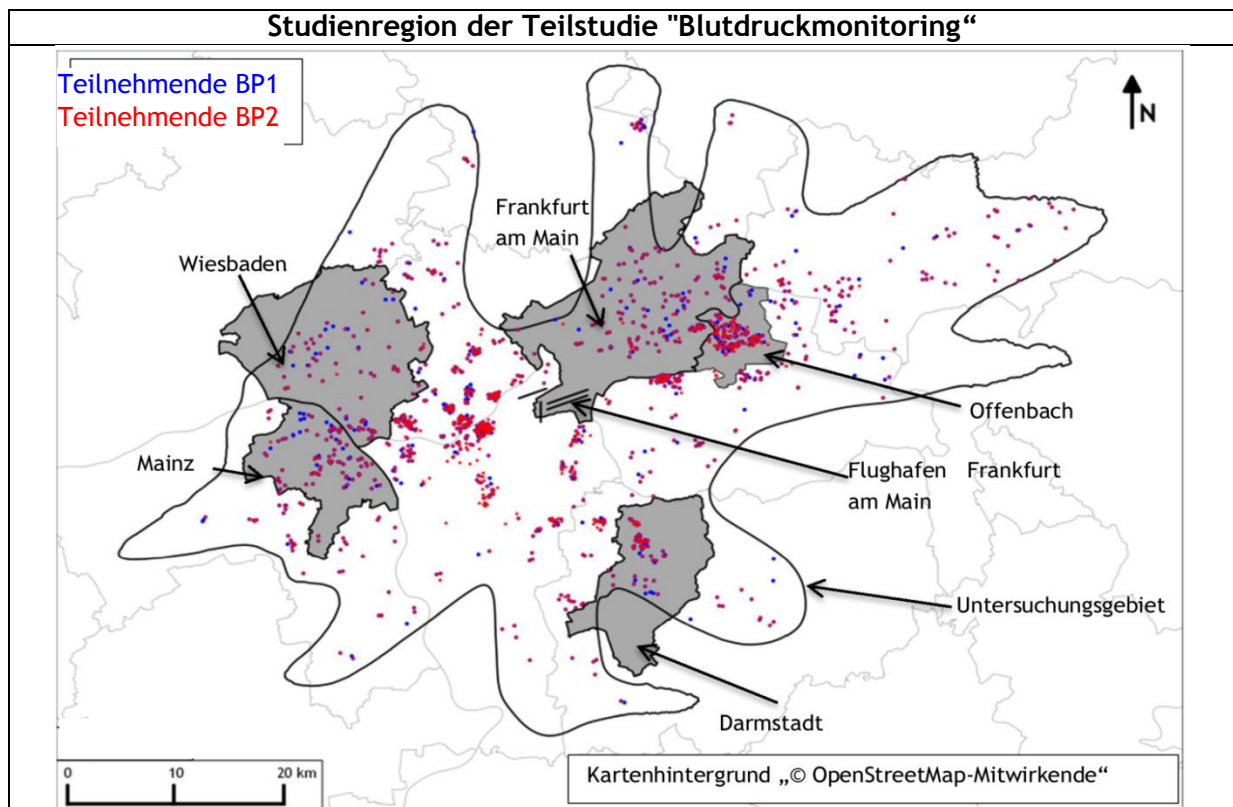 Studienregion der Teilstudie "Blutdruckmonitoring“
Teilnehmende BP1
Teilnehmende BP2
N
Frankfurt
am Main
Wiesbaden
Offenbach
Mainz
Flughafen Frankfurt
am Main
Untersuchungsgebiet
Darmstadt
0 10 20 km
Kartenhintergrund „© OpenStreetMap-Mitwirkende“